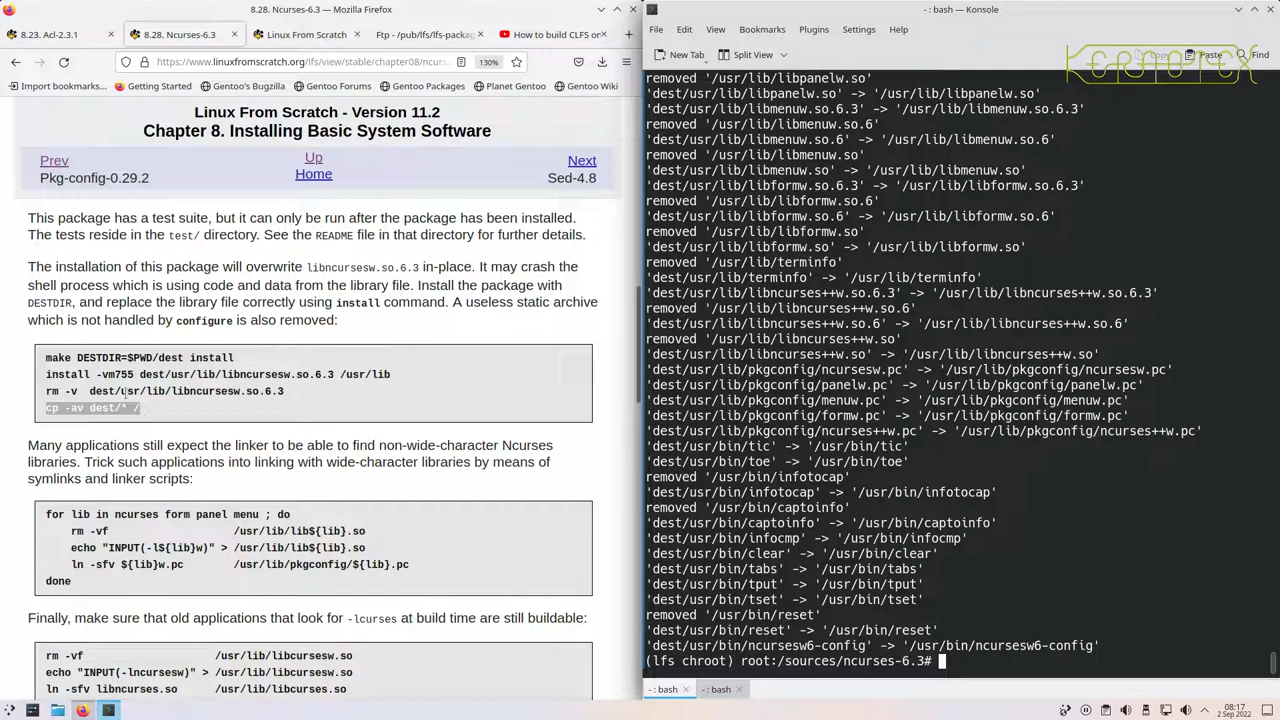 8.28. Ncurses-6.3 — Mozilla Firefox
8.23. Acl-2.3.1
8.28. Ncurses-6.3
Linux From Scratch
Ftp - /pub/lfs/lfs-packag
How to build CLFS on
https://www.linuxfromscratch.org/lfs/view/stable/chapter08/ncurs
130%
Import bookmarks...
Getting Started
Gentoo's Bugzilla
Gentoo Forums
Gentoo Packages
Planet Gentoo
Gentoo Wiki
Linux From Scratch - Version 11.2
Chapter 8. Installing Basic System Software
Prev
Up
Next
Pkg-config-0.29.2
Home
Sed-4.8
This package has a test suite, but it can only be run after the package has been installed.
The tests reside in the test/ directory. See the README file in that directory for further details.
The installation of this package will overwrite libncursesw.so.6.3 in-place. It may crash the
shell process which is using code and data from the library file. Install the package with
DESTDIR, and replace the library file correctly using install command. A useless static archive
which is not handled by configure is also removed:
make DESTDIR=$PWD/dest install
install -vm755 dest/usr/lib/libncursesw.so.6.3 /usr/lib
rm -v  dest/usr/lib/libncursesw.so.6.3
cp -av dest/* /
Many applications still expect the linker to be able to find non-wide-character Ncurses
libraries. Trick such applications into linking with wide-character libraries by means of
symlinks and linker scripts:
for lib in ncurses form panel menu ; do
rm -vf /usr/lib/lib${lib}.so
echo "INPUT(-l${lib}w)" > /usr/lib/lib${lib}.so
ln -sfv ${lib}w.pc /usr/lib/pkgconfig/${lib}.pc
done
Finally, make sure that old applications that look for -lcurses at build time are still buildable:
rm -vf /usr/lib/libcursesw.so
echo "INPUT(-lncursesw)" > /usr/lib/libcursesw.so
ln -sfv libncurses.so /usr/lib/libcurses.so
- : bash — Konsole
File
Edit
View
Bookmarks
Plugins
Settings
Help
New Tab
Split View
Copy
Paste
Find
KERNOTEX
removed '/usr/lib/libpanelw.so'
'dest/usr/lib/libpanelw.so' -> '/usr/lib/libpanelw.so'
'dest/usr/lib/libmenuw.so.6.3' -> '/usr/lib/libmenuw.so.6.3'
removed '/usr/lib/libmenuw.so.6'
'dest/usr/lib/libmenuw.so.6' -> '/usr/lib/libmenuw.so.6'
removed '/usr/lib/libmenuw.so'
'dest/usr/lib/libmenuw.so' -> '/usr/lib/libmenuw.so'
'dest/usr/lib/libformw.so.6.3' -> '/usr/lib/libformw.so.6.3'
removed '/usr/lib/libformw.so.6'
'dest/usr/lib/libformw.so.6' -> '/usr/lib/libformw.so.6'
removed '/usr/lib/libformw.so'
'dest/usr/lib/libformw.so' -> '/usr/lib/libformw.so'
removed '/usr/lib/terminfo'
'dest/usr/lib/terminfo' -> '/usr/lib/terminfo'
'dest/usr/lib/libncurses++w.so.6.3' -> '/usr/lib/libncurses++w.so.6.3'
removed '/usr/lib/libncurses++w.so.6'
'dest/usr/lib/libncurses++w.so.6' -> '/usr/lib/libncurses++w.so.6'
removed '/usr/lib/libncurses++w.so'
'dest/usr/lib/libncurses++w.so' -> '/usr/lib/libncurses++w.so'
'dest/usr/lib/pkgconfig/ncursesw.pc' -> '/usr/lib/pkgconfig/ncursesw.pc'
'dest/usr/lib/pkgconfig/panelw.pc' -> '/usr/lib/pkgconfig/panelw.pc'
'dest/usr/lib/pkgconfig/menuw.pc' -> '/usr/lib/pkgconfig/menuw.pc'
'dest/usr/lib/pkgconfig/formw.pc' -> '/usr/lib/pkgconfig/formw.pc'
'dest/usr/lib/pkgconfig/ncurses++w.pc' -> '/usr/lib/pkgconfig/ncurses++w.pc'
'dest/usr/bin/tic' -> '/usr/bin/tic'
'dest/usr/bin/toe' -> '/usr/bin/toe'
removed '/usr/bin/infotocap'
'dest/usr/bin/infotocap' -> '/usr/bin/infotocap'
removed '/usr/bin/captoinfo'
'dest/usr/bin/captoinfo' -> '/usr/bin/captoinfo'
'dest/usr/bin/infocmp' -> '/usr/bin/infocmp'
'dest/usr/bin/clear' -> '/usr/bin/clear'
'dest/usr/bin/tabs' -> '/usr/bin/tabs'
'dest/usr/bin/tput' -> '/usr/bin/tput'
'dest/usr/bin/tset' -> '/usr/bin/tset'
removed '/usr/bin/reset'
'dest/usr/bin/reset' -> '/usr/bin/reset'
'dest/usr/bin/ncursesw6-config' -> '/usr/bin/ncursesw6-config'
(lfs chroot) root:/sources/ncurses-6.3#
- : bash
- : bash
08:17
2 Sep 2022